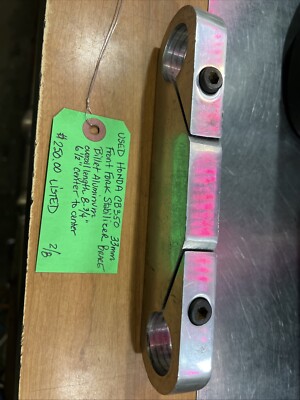 USED HONDA CB350 33mm
Front Fork Stabilizer Brace
Billet Aluminum
overall length 8-3/4"
6 1/2" center to center
$250.00 LISTED
2/8